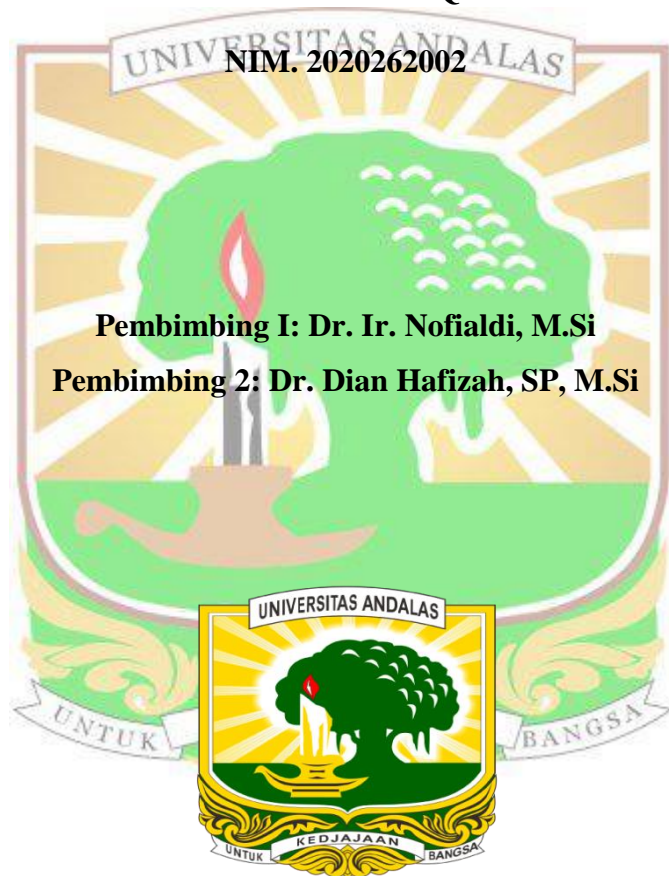 UNIVERSITAS ANDALAS
NIM. 2020262002
Pembimbing I: Dr. Ir. Nofialdi, M.Si
Pembimbing 2: Dr. Dian Hafizah, SP, M.Si
UNIVERSITAS ANDALAS
UNTUK BANGSA
UNTUK KEDJAJAAN BANGSA